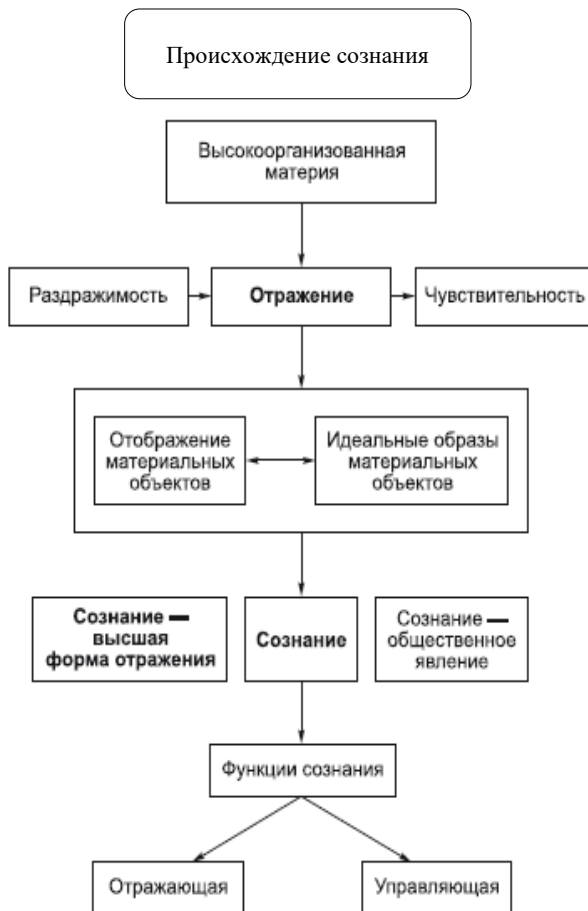 Происхождение сознания
Высокоорганизованная
материя
Раздражимость
Отражение
Чувствительность
Отображение
материальных
объектов
Идеальные образы
материальных
объектов
Сознание —
высшая
форма отражения
Сознание
Сознание —
общественное
явление
Функции сознания
Отражающая
Управляющая